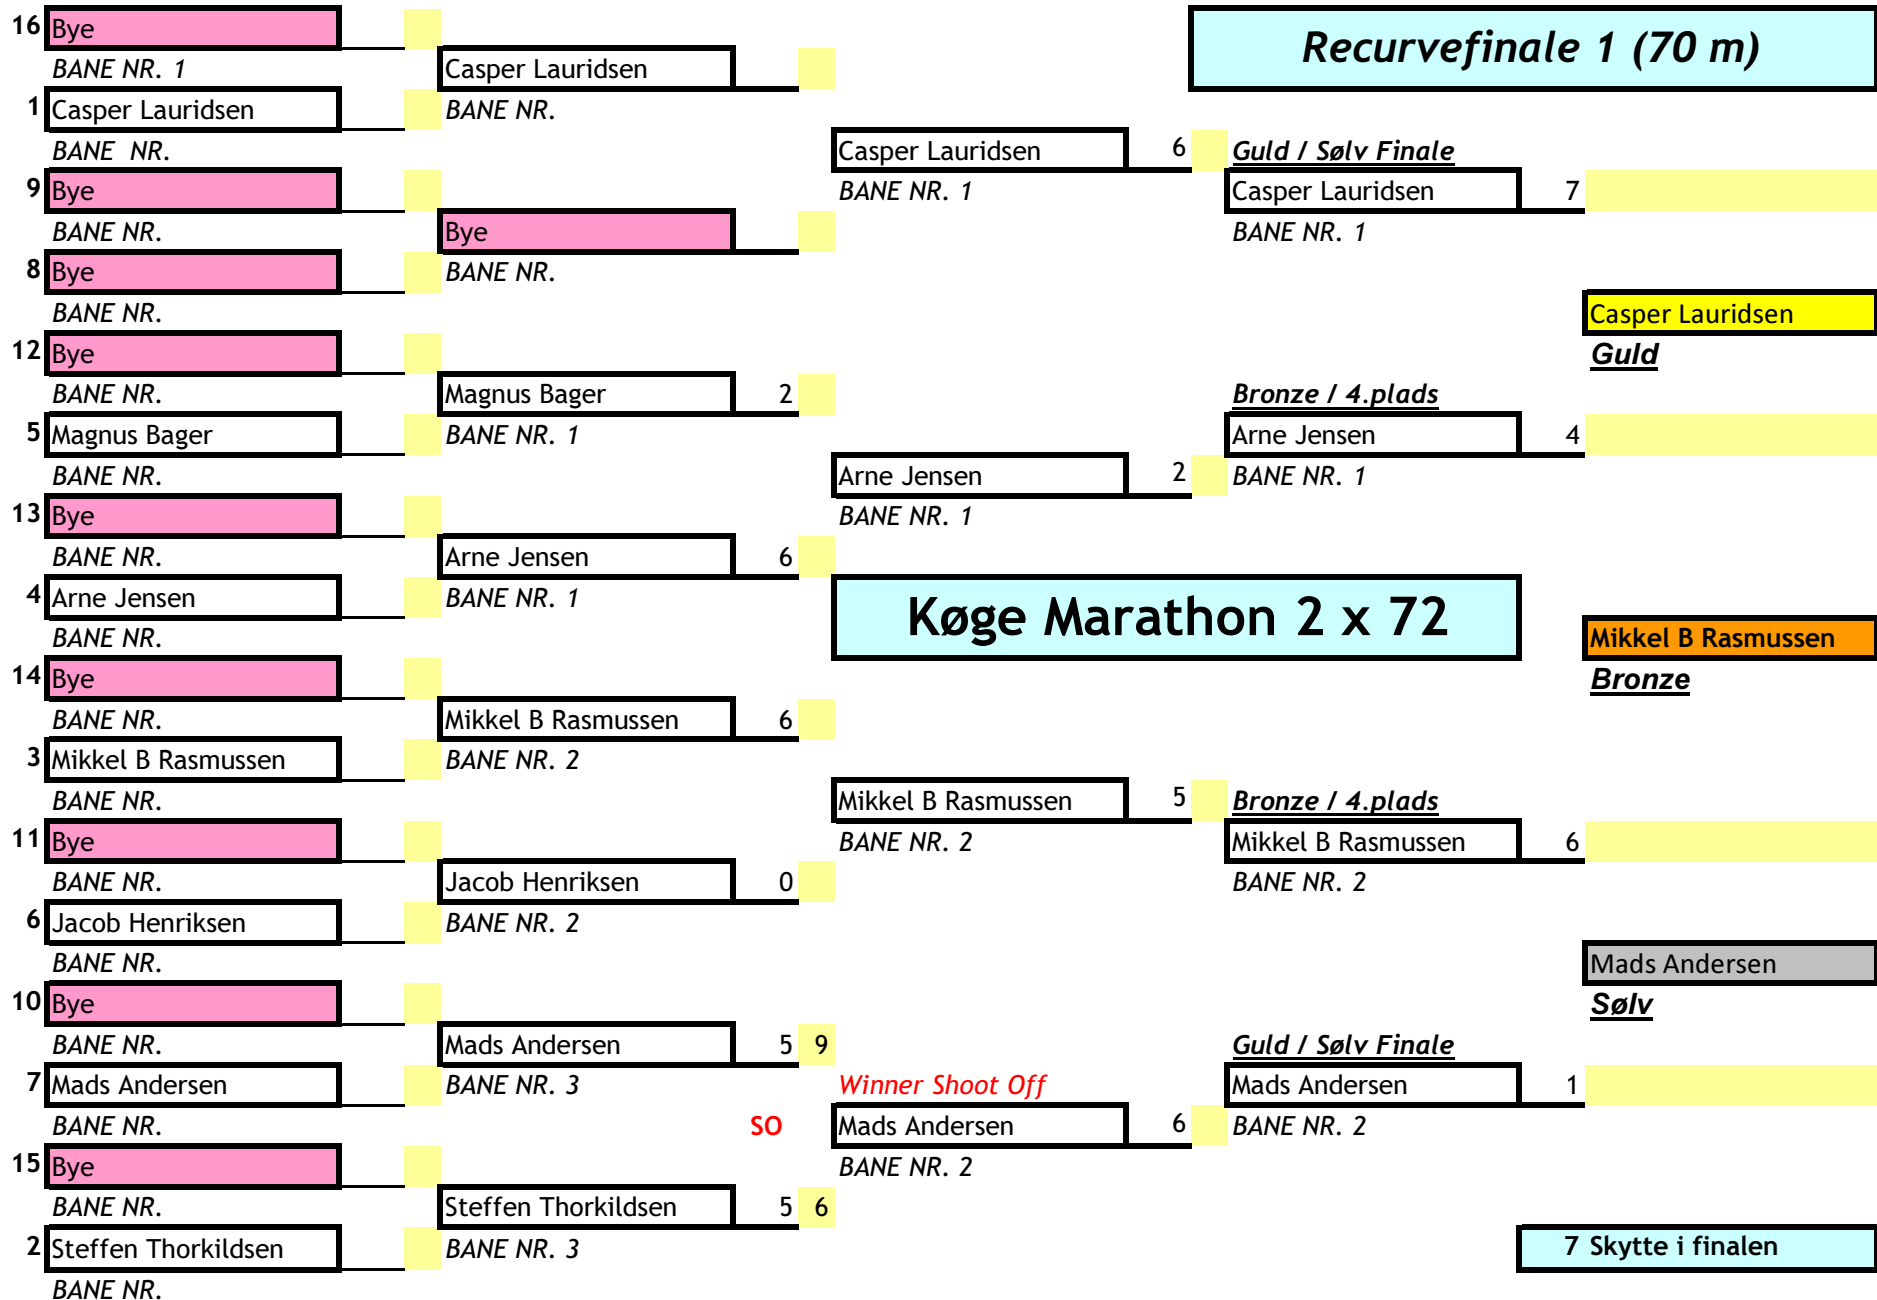 16 Bye
Recurvefinale 1 (70 m)
BANE NR. 1 Casper Lauridsen
1 Casper Lauridsen BANE NR.
BANE  NR. Casper Lauridsen 6 Guld / Sølv Finale
9 Bye BANE NR. 1 Casper Lauridsen 7
BANE NR. Bye BANE NR. 1
8 Bye BANE NR.
BANE NR. Casper Lauridsen
12 Bye Guld
BANE NR. Magnus Bager 2 Bronze / 4.plads
5 Magnus Bager BANE NR. 1 Arne Jensen 4
BANE NR. Arne Jensen 2 BANE NR. 1
13 Bye BANE NR. 1
BANE NR. Arne Jensen 6
4 Arne Jensen BANE NR. 1 Køge Marathon 2 x 72
BANE NR. Mikkel B Rasmussen
14 Bye Bronze
BANE NR. Mikkel B Rasmussen 6
3 Mikkel B Rasmussen BANE NR. 2
BANE NR. Mikkel B Rasmussen 5 Bronze / 4.plads
11 Bye BANE NR. 2 Mikkel B Rasmussen 6
BANE NR. Jacob Henriksen 0 BANE NR. 2
6 Jacob Henriksen BANE NR. 2
BANE NR. Mads Andersen
10 Bye Sølv
BANE NR. Mads Andersen 5 9 Guld / Sølv Finale
7 Mads Andersen BANE NR. 3 Winner Shoot Off Mads Andersen 1
BANE NR. SO Mads Andersen 6 BANE NR. 2
15 Bye BANE NR. 2
BANE NR. Steffen Thorkildsen 5 6
2 Steffen Thorkildsen BANE NR. 3 7 Skytte i finalen
BANE NR.